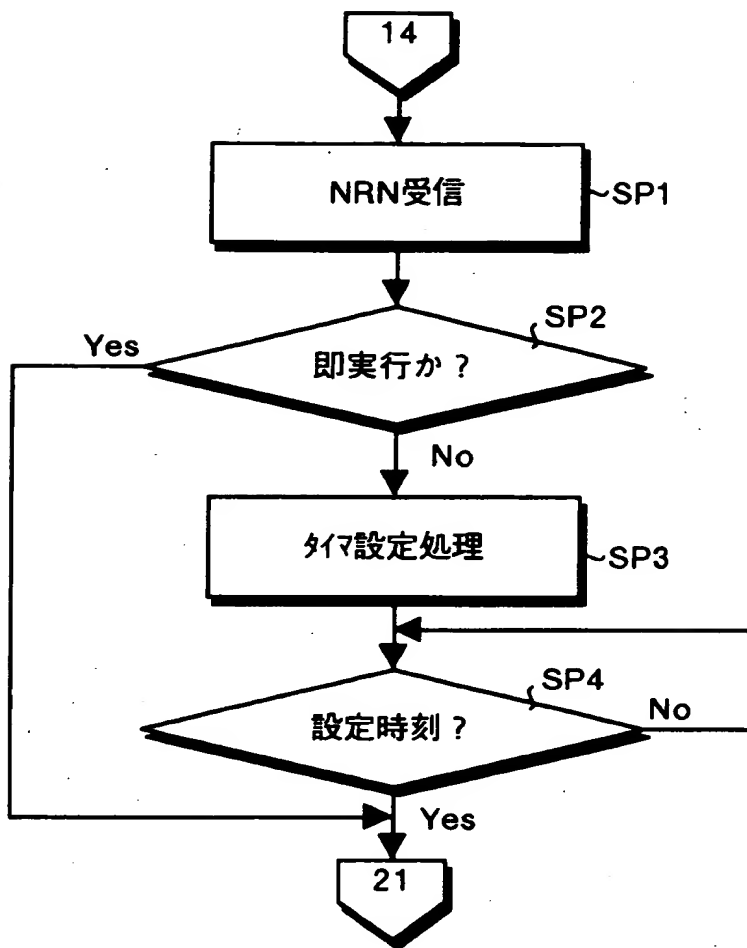 14
NRN受信
SP1
SP2
Yes
即実行か？
No
ﾀｲﾏ設定処理
SP3
SP4
No
設定時刻？
Yes
21